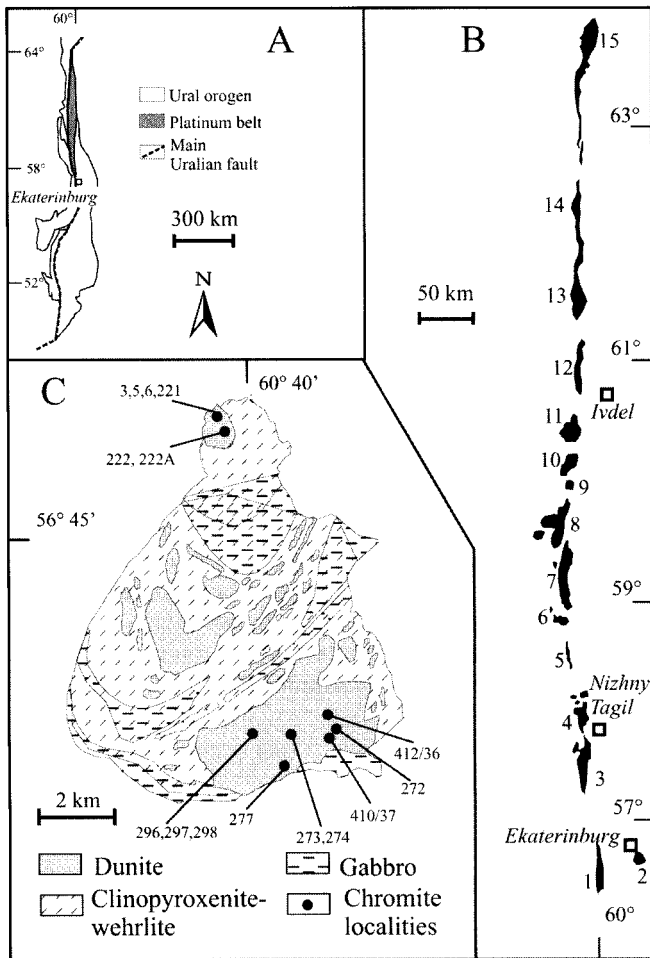 A
60°
64°
58°
Ekaterinburg
52°
Ural orogen
Platinum belt
Main
Uralian fault
300 km
N
B
15
63°
14
50 km
13
61°
12
Ivdel
11
10
9
8
7
59°
6
5
Nizhny
Tagil
4
3
57°
Ekaterinburg
1
2
60°
C
60° 40'
3,5,6,221
222, 222A
56° 45'
412/36
272
410/37
273,274
277
296,297,298
2 km
Dunite
Gabbro
Clinopyroxenite-
wehrlite
Chromite
localities